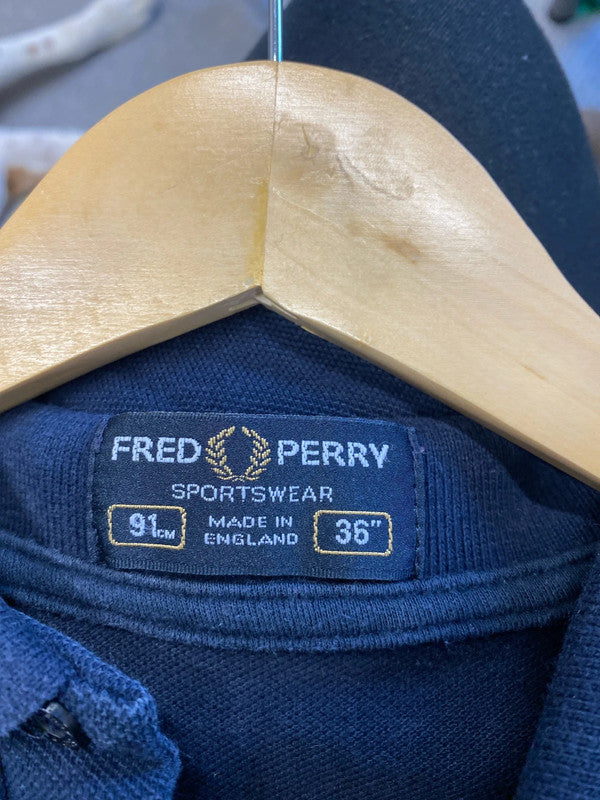 FRED PERRY
SPORTSWEAR
91CM MADE IN ENGLAND 36"